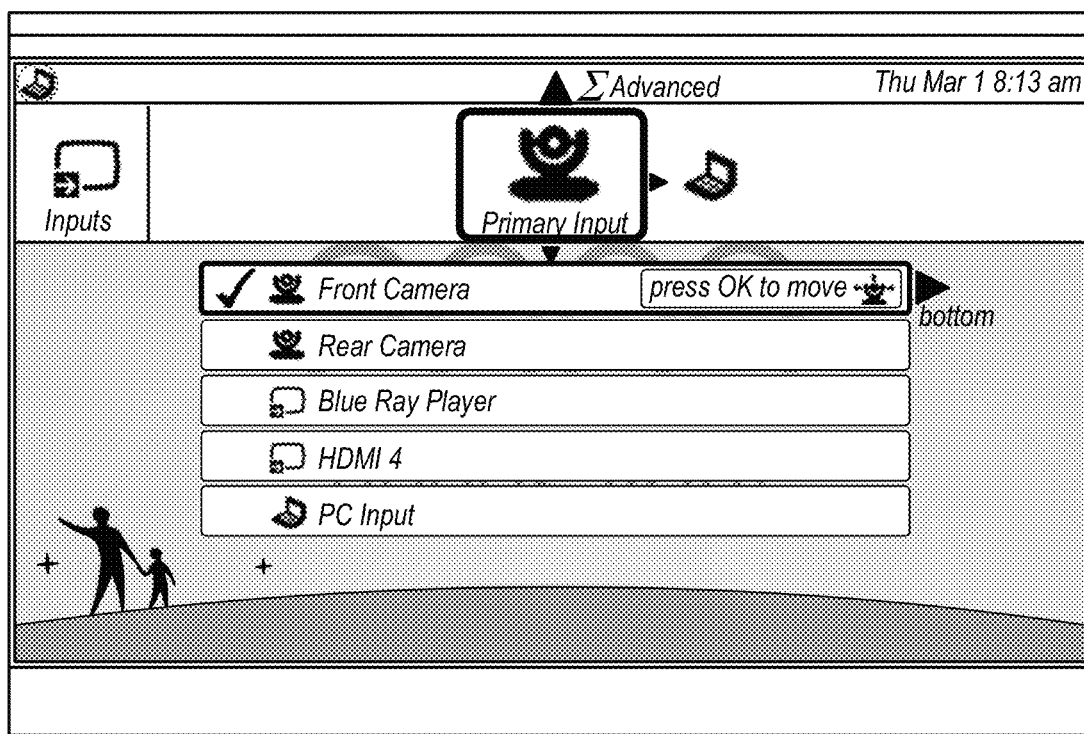 Σ Advanced
Thu Mar 1 8:13 am
Inputs
Primary Input
Front Camera
press OK to move
bottom
Rear Camera
Blue Ray Player
HDMI 4
PC Input